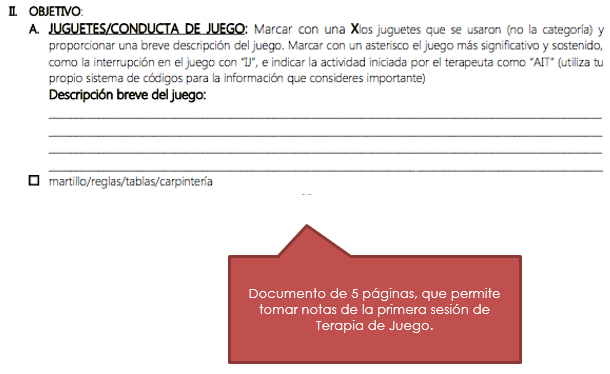 II. OBJETIVO:
A. JUGUETES/CONDUCTA DE JUEGO: Marcar con una Xlos juguetes que se usaron (no la categoría) y
proporcionar una breve descripción del juego. Marcar con un asterisco el juego más significativo y sostenido,
como la interrupción en el juego con "IJ", e indicar la actividad iniciada por el terapeuta como "AIT" (utiliza tu
propio sistema de códigos para la información que consideres importante)
Descripción breve del juego:
martillo/reglas/tablas/carpintería
Documento de 5 páginas, que permite
tomar notas de la primera sesión de
Terapia de Juego.